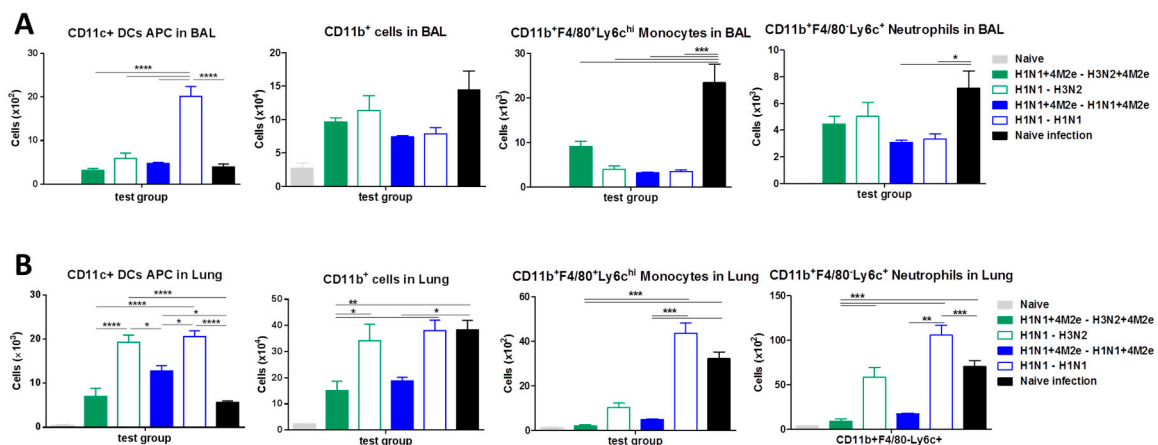 A
CD11c+ DCs APC in BAL
Cells (x10²)
30
20
10
0
test group
****
****
CD11b⁺ cells in BAL
Cells (x10⁴)
20
15
10
5
0
test group
CD11b⁺F4/80⁺Ly6c^hi Monocytes in BAL
Cells (x10³)
30
20
10
0
test group
***
CD11b⁺F4/80⁻Ly6c⁺ Neutrophils in BAL
Cells (x10³)
10
8
6
4
2
0
test group
*
Naive
H1N1+4M2e - H3N2+4M2e
H1N1 - H3N2
H1N1+4M2e - H1N1+4M2e
H1N1 - H1N1
Naive infection
B
CD11c+ DCs APC in Lung
Cells (×10³)
30
20
10
0
test group
****
****
*
****
*
*
****
CD11b⁺ cells in Lung
Cells (x10⁴)
50
40
30
20
10
0
test group
**
*
*
CD11b⁺F4/80⁺Ly6c^hi Monocytes in Lung
Cells (x10²)
60
40
20
0
test group
***
***
CD11b⁺F4/80⁻Ly6c⁺ Neutrophils in Lung
Cells (x10²)
150
100
50
0
CD11b+F4/80-Ly6c+
***
**
***
Naive
H1N1+4M2e - H3N2+4M2e
H1N1 - H3N2
H1N1+4M2e - H1N1+4M2e
H1N1 - H1N1
Naive infection